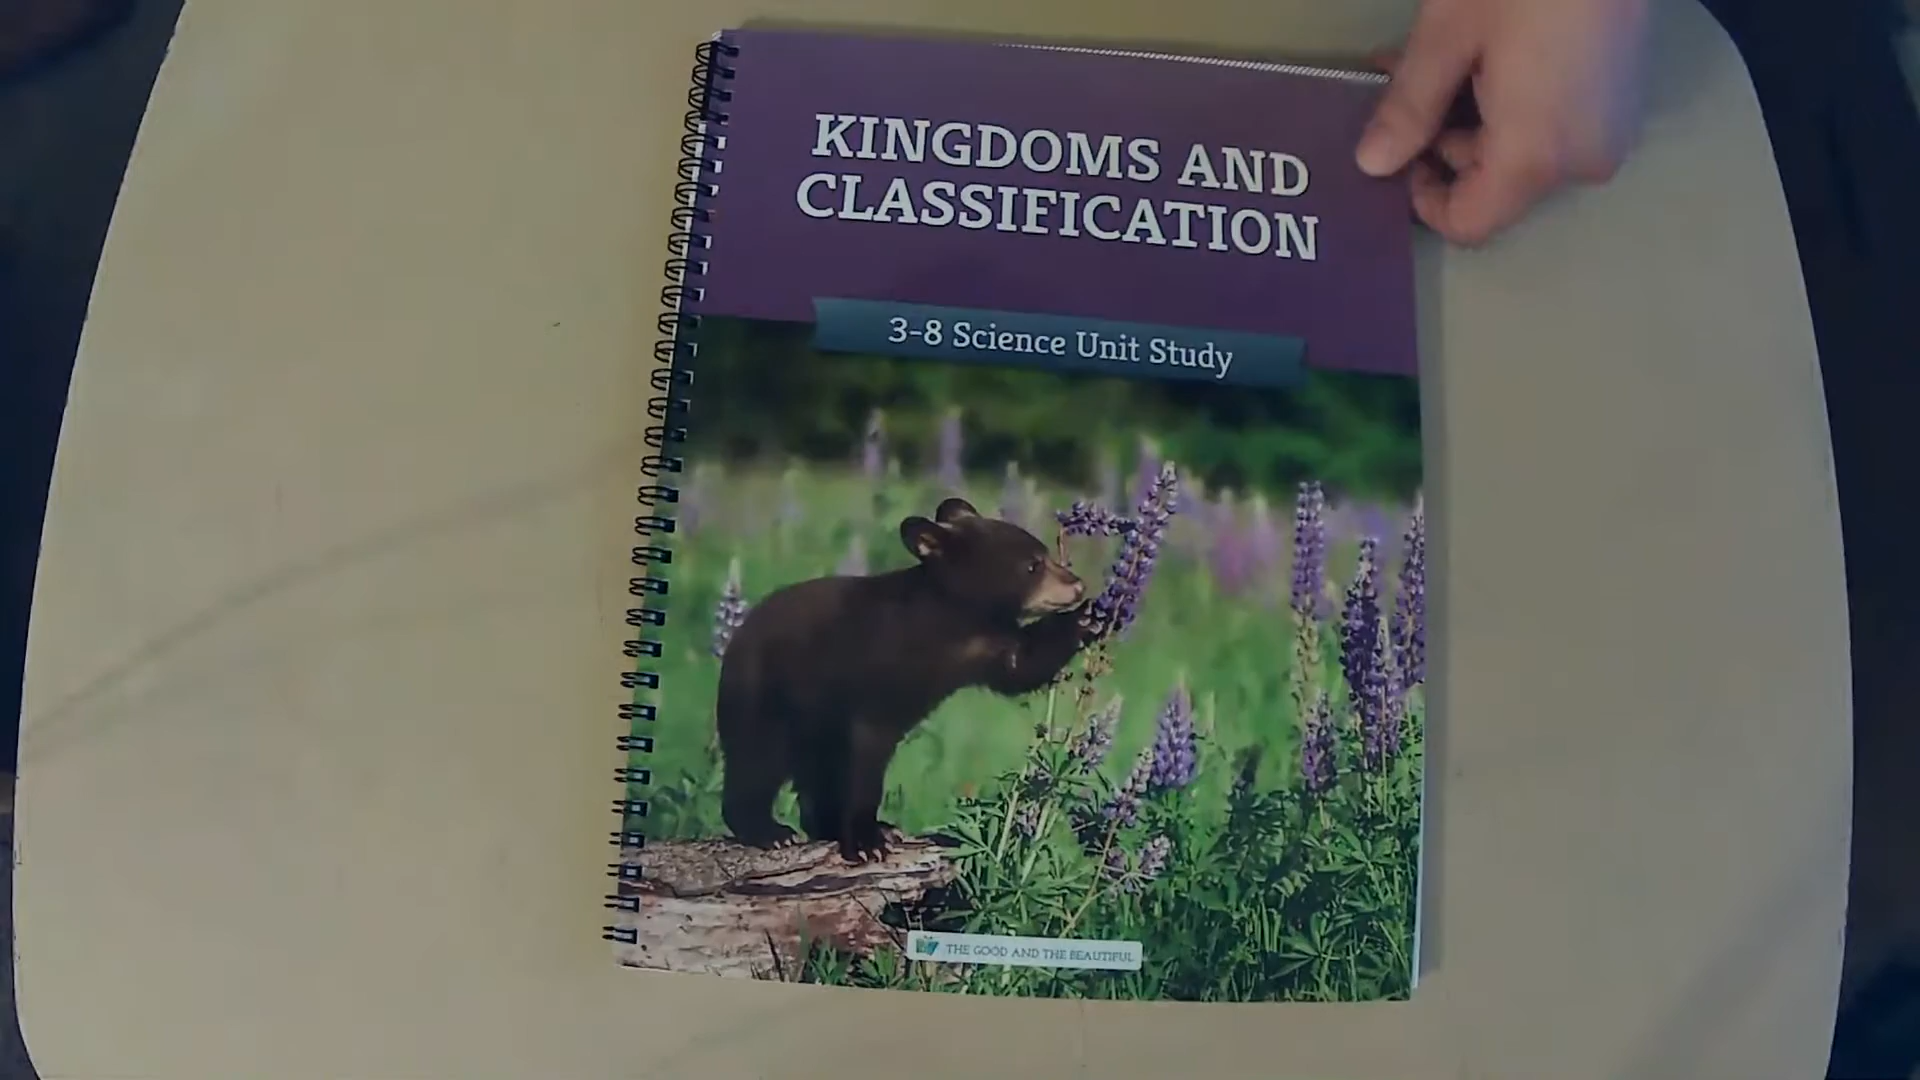 KINGDOMS AND
CLASSIFICATION
3-8 Science Unit Study
THE GOOD AND THE BEAUTIFUL